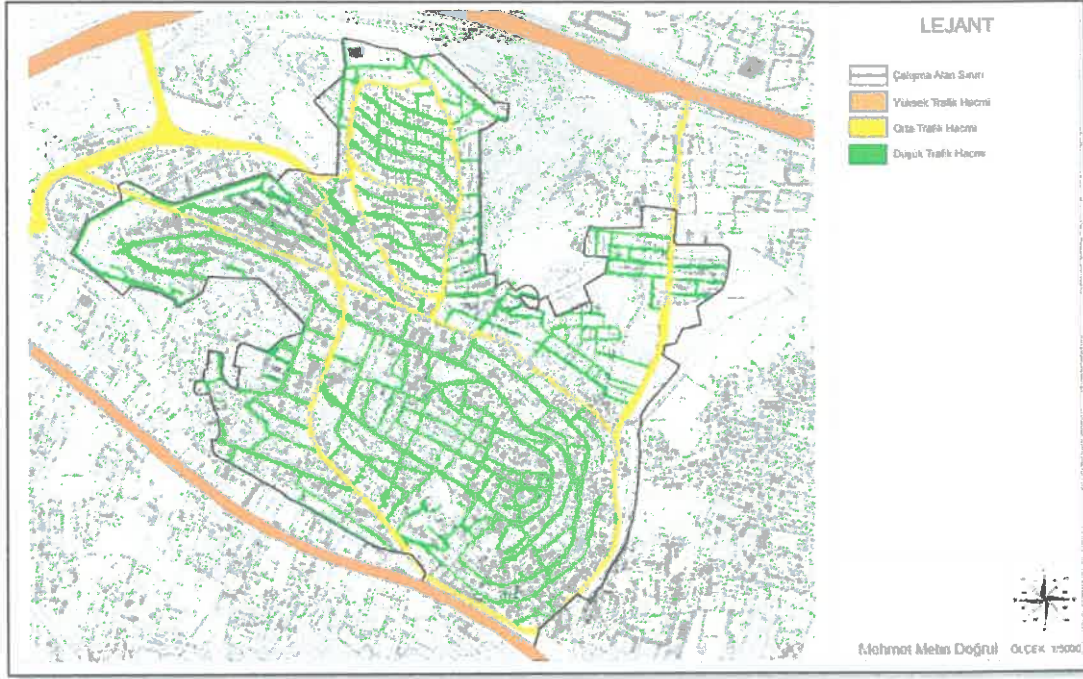 LEJANT
Çalışma Alan Sınırı
Yüksek Trafik Hacmi
Orta Trafik Hacmi
Düşük Trafik Hacmi
Mehmet Metin Doğrul ÖLÇEK 1/5000